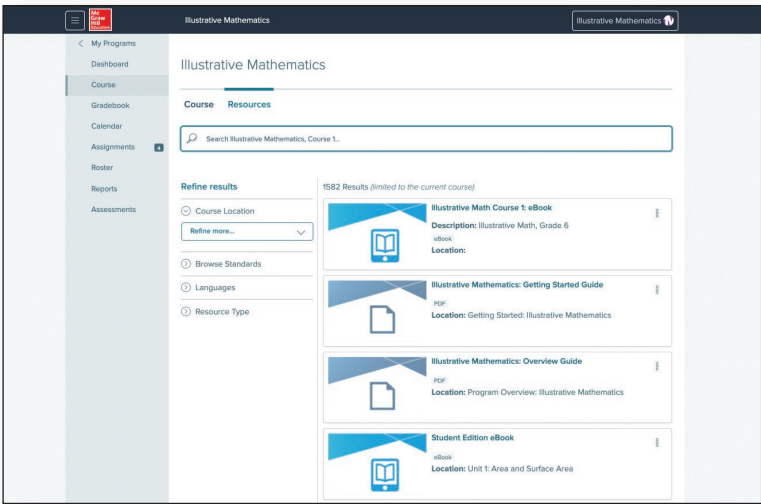 Mc
Graw
Hill
Education
Illustrative Mathematics
Illustrative Mathematics
My Programs
Dashboard
Course
Gradebook
Calendar
Assignments 4
Roster
Reports
Assessments
Illustrative Mathematics
Course Resources
Search Illustrative Mathematics, Course 1...
Refine results
Course Location
Refine more...
Browse Standards
Languages
Resource Type
1582 Results (limited to the current course)
Illustrative Math Course 1: eBook
Description: Illustrative Math, Grade 6
eBook
Location:
Illustrative Mathematics: Getting Started Guide
PDF
Location: Getting Started: Illustrative Mathematics
Illustrative Mathematics: Overview Guide
PDF
Location: Program Overview: Illustrative Mathematics
Student Edition eBook
eBook
Location: Unit 1: Area and Surface Area